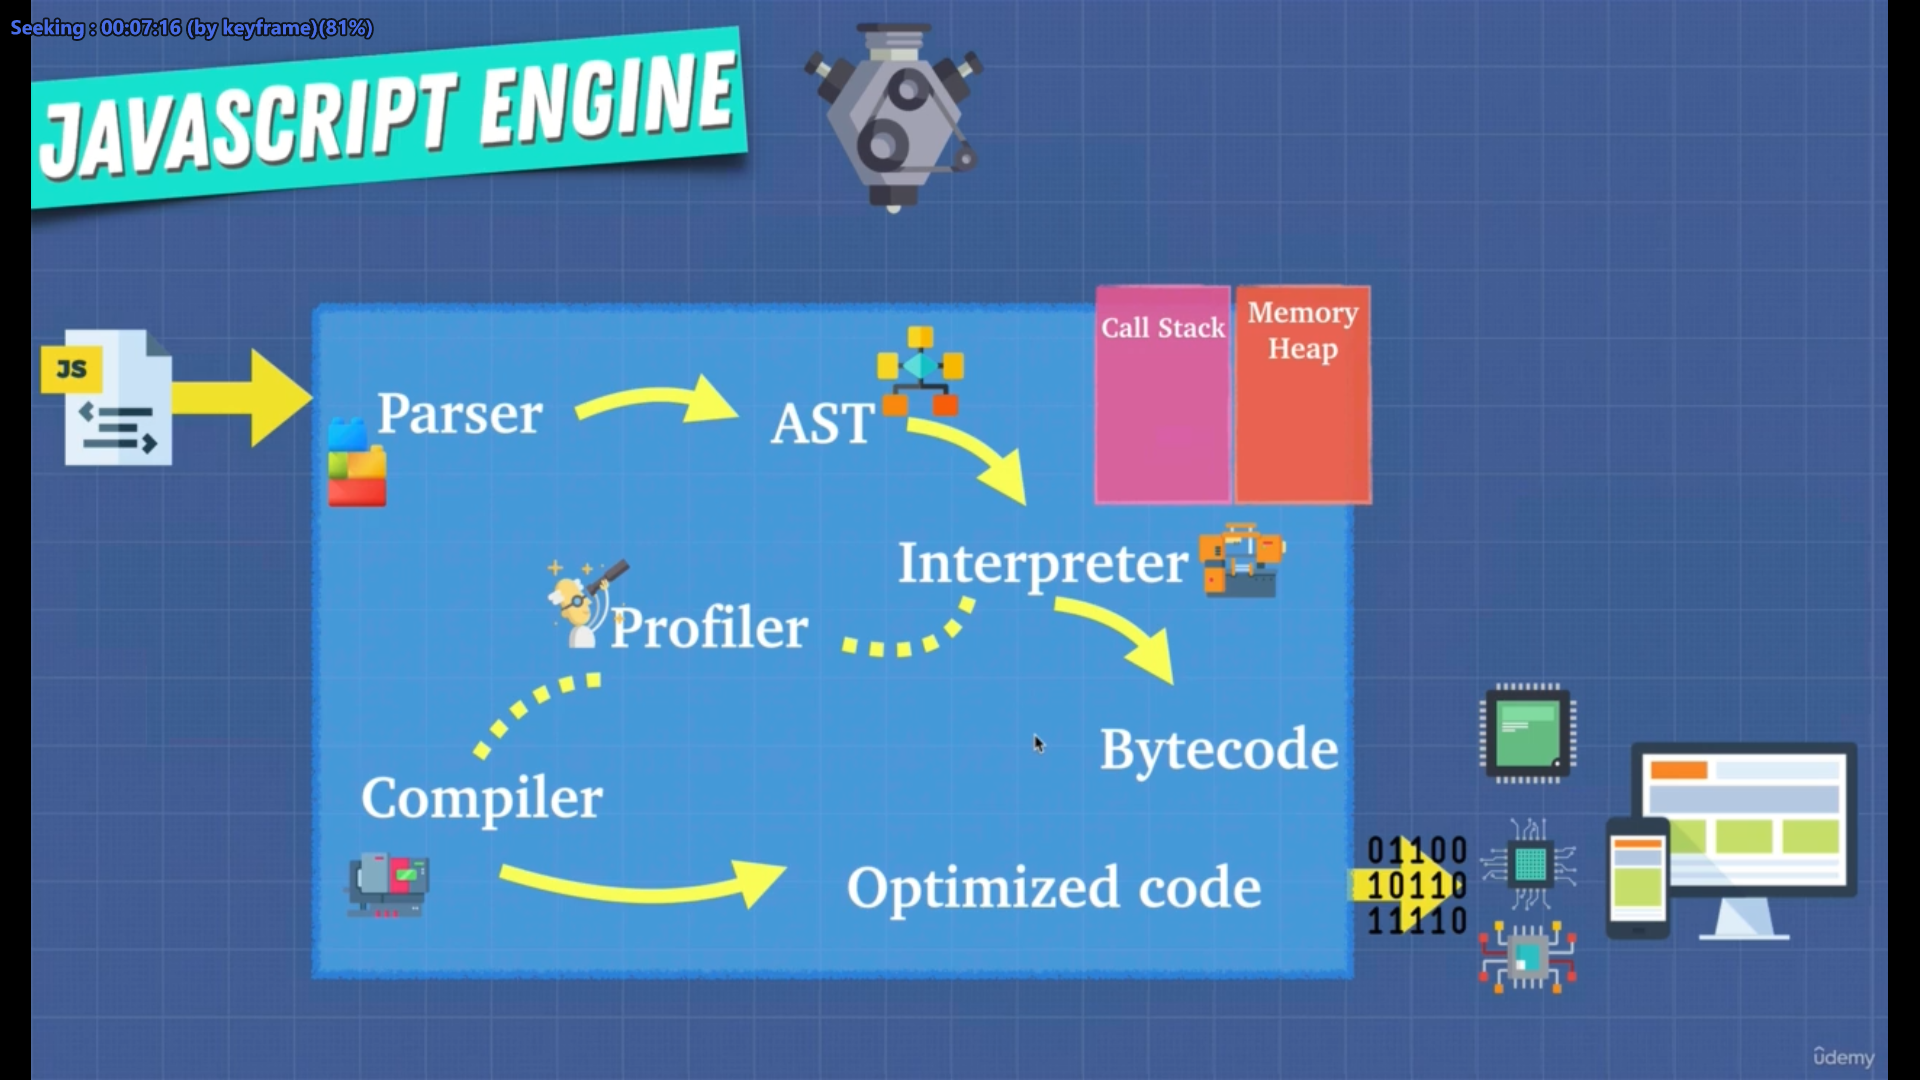 Seeking : 00:07:16 (by keyframe)(81%)
JAVASCRIPT ENGINE
JS
Call Stack
Memory
Heap
Parser
AST
Interpreter
Profiler
Bytecode
Compiler
Optimized code
01100
10110
11110
ûdemy